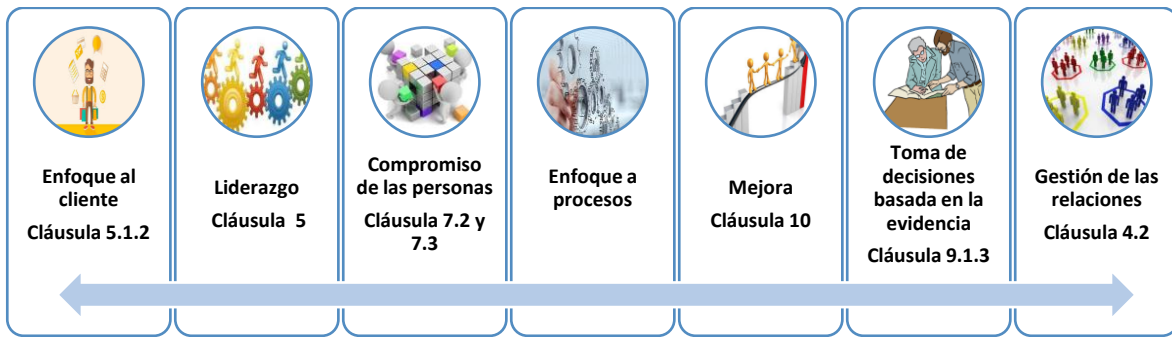 Enfoque al
cliente
Cláusula 5.1.2
Liderazgo
Cláusula 5
Compromiso
de las personas
Cláusula 7.2 y
7.3
Enfoque a
procesos
Mejora
Cláusula 10
Toma de
decisiones
basada en la
evidencia
Cláusula 9.1.3
Gestión de las
relaciones
Cláusula 4.2